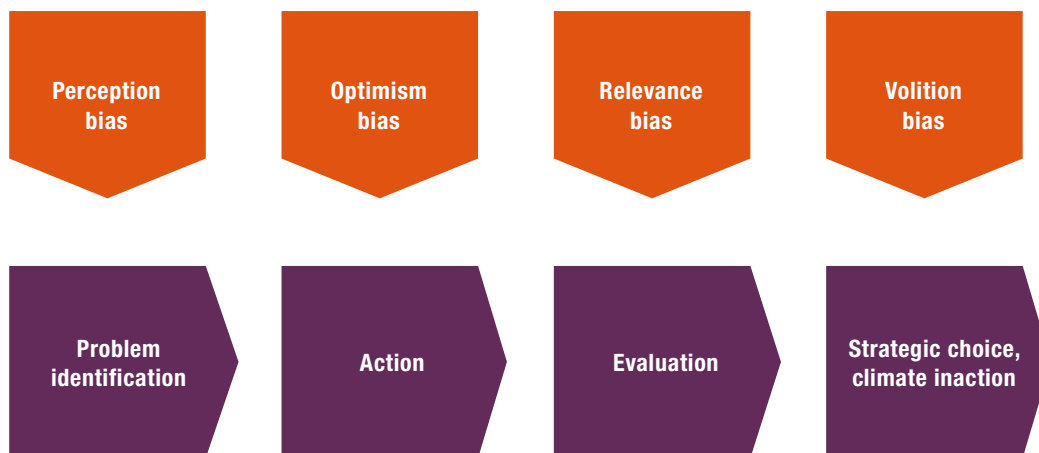 Perception
bias
Optimism
bias
Relevance
bias
Volition
bias
Problem
identification
Action
Evaluation
Strategic choice,
climate inaction